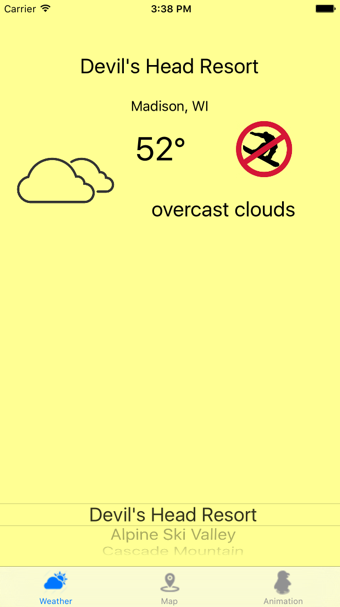 Carrier 3:38 PM
Devil's Head Resort
Madison, WI
52°
overcast clouds
Devil's Head Resort
Alpine Ski Valley
Cascade Mountain
Weather Map Animation